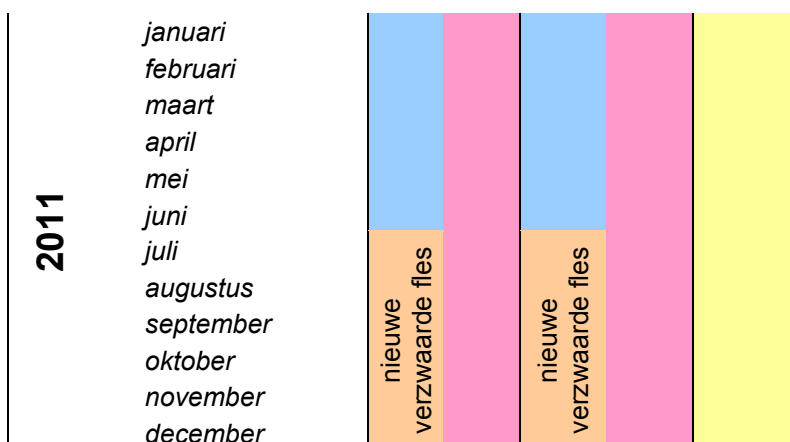 2011
januari
februari
maart
april
mei
juni
juli
augustus
september
oktober
november
december
nieuwe
verzwaarde fles
nieuwe
verzwaarde fles